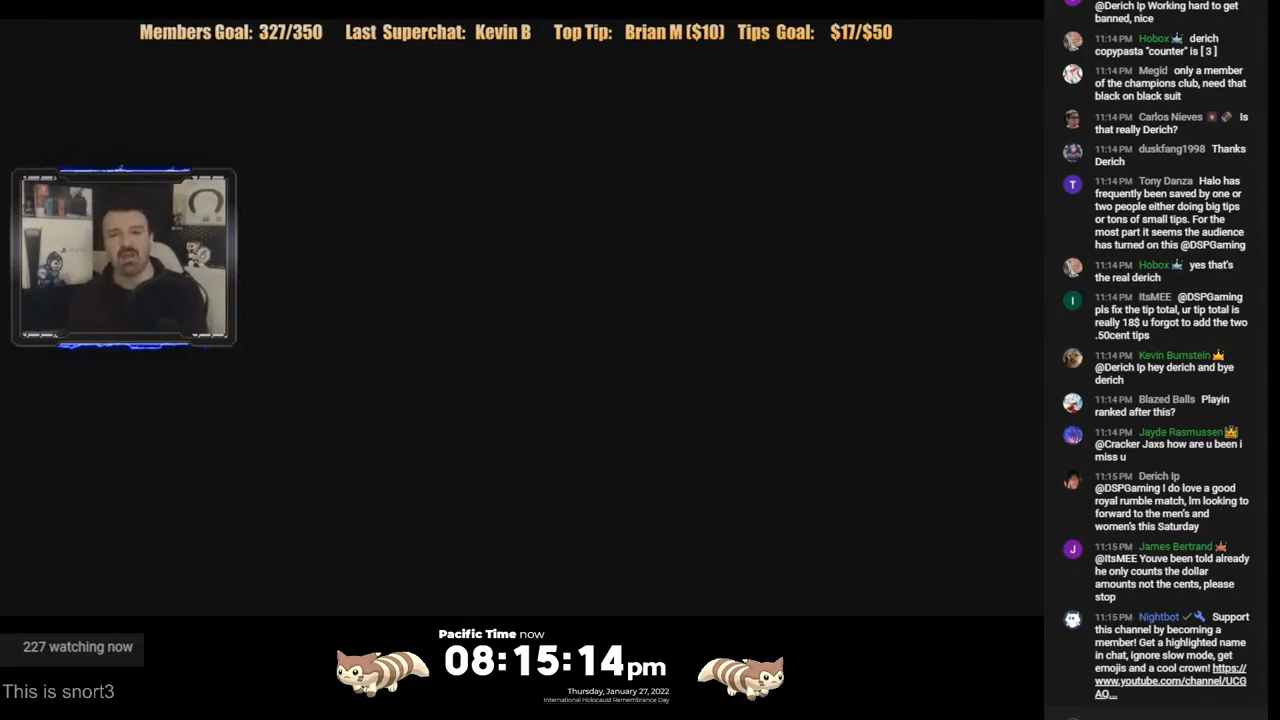 Members Goal: 327/350 Last Superchat: Kevin B Top Tip: Brian M ($10) Tips Goal: $17/$50
@Derich Ip Working hard to get
banned, nice
11:14 PM Hobox derich
copypasta "counter" is [ 3 ]
11:14 PM Megid only a member
of the champions club, need that
black on black suit
11:14 PM Carlos Nieves Is
that really Derich?
11:14 PM duskfang1998 Thanks
Derich
T 11:14 PM Tony Danza Halo has
frequently been saved by one or
two people either doing big tips
or tons of small tips. For the
most part it seems the audience
has turned on this @DSPGaming
11:14 PM Hobox yes that's
the real derich
I 11:14 PM ItsMEE @DSPGaming
pls fix the tip total, ur tip total is
really 18$ u forgot to add the two
.50cent tips
11:14 PM Kevin Burnstein
@Derich Ip hey derich and bye
derich
11:14 PM Blazed Balls Playin
ranked after this?
11:14 PM Jayde Rasmussen
@Cracker Jaxs how are u been i
miss u
11:15 PM Derich Ip
@DSPGaming I do love a good
royal rumble match, Im looking to
forward to the men's and
women's this Saturday
J 11:15 PM James Bertrand
@ItsMEE Youve been told already
he only counts the dollar
amounts not the cents, please
stop
11:15 PM Nightbot Support
this channel by becoming a
member! Get a highlighted name
in chat, ignore slow mode, get
emojis and a cool crown! https://
www.youtube.com/channel/UCG
AQ...
227 watching now
This is snort3
Pacific Time now
08:15:14pm
Thursday, January 27, 2022
International Holocaust Remembrance Day